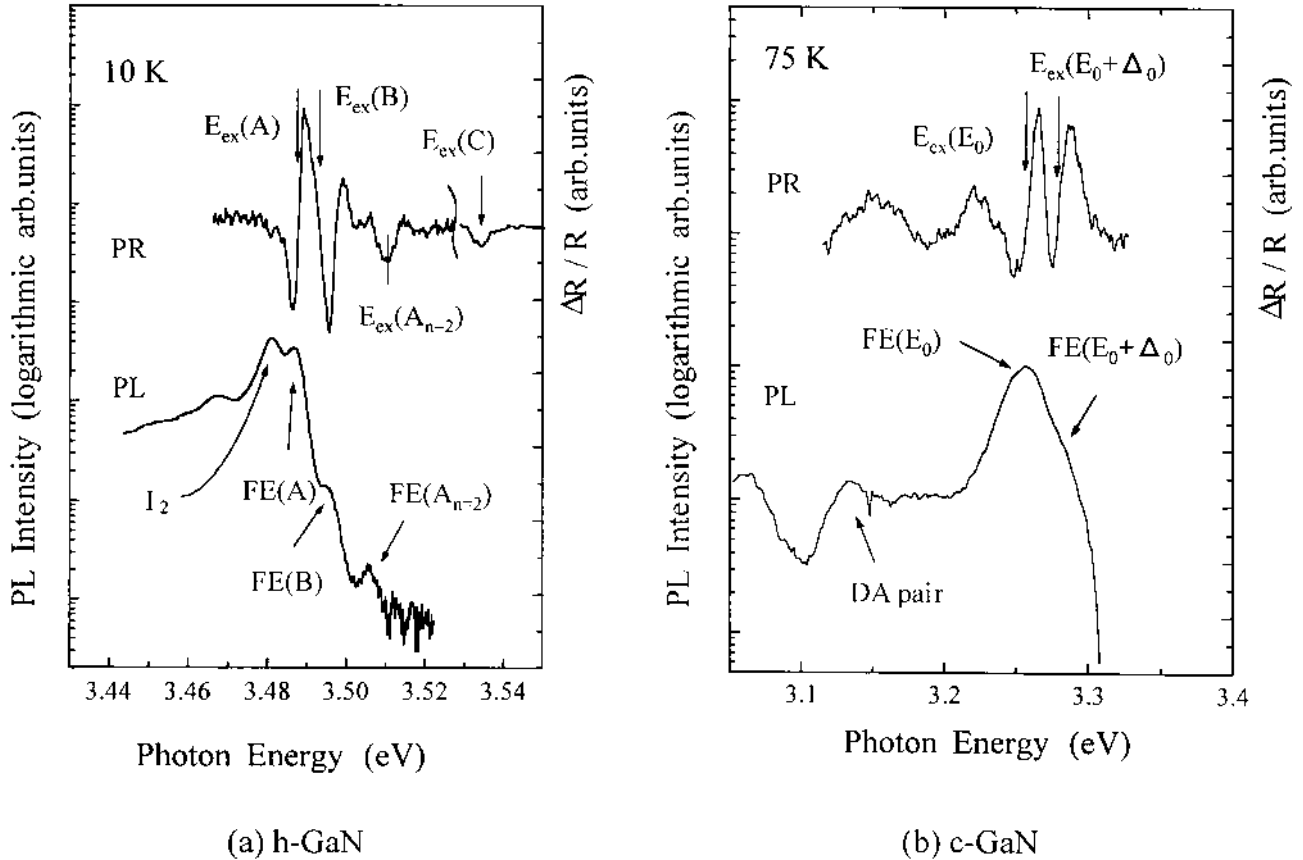 PL Intensity (logarithmic arb.units)
10 K
E_ex(A)
E_ex(B)
E_ex(C)
PR
E_ex(A_n=2)
PL
I_2
FE(A)
FE(B)
FE(A_n=2)
ΔR / R (arb.units)
3.44 3.46 3.48 3.50 3.52 3.54
Photon Energy (eV)
(a) h-GaN
PL Intensity (logarithmic arb.units)
75 K
E_ex(E_0+Δ_0)
E_ex(E_0)
PR
FE(E_0)
FE(E_0+Δ_0)
PL
DA pair
ΔR / R (arb.units)
3.1 3.2 3.3 3.4
Photon Energy (eV)
(b) c-GaN